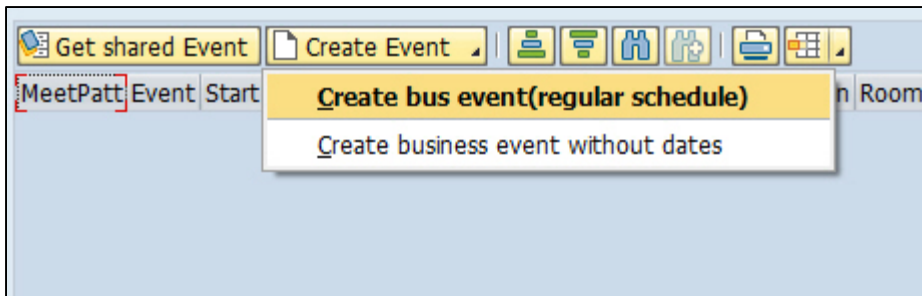 Get shared Event Create Event
MeetPatt Event Start n Room
Create bus event(regular schedule)
Create business event without dates